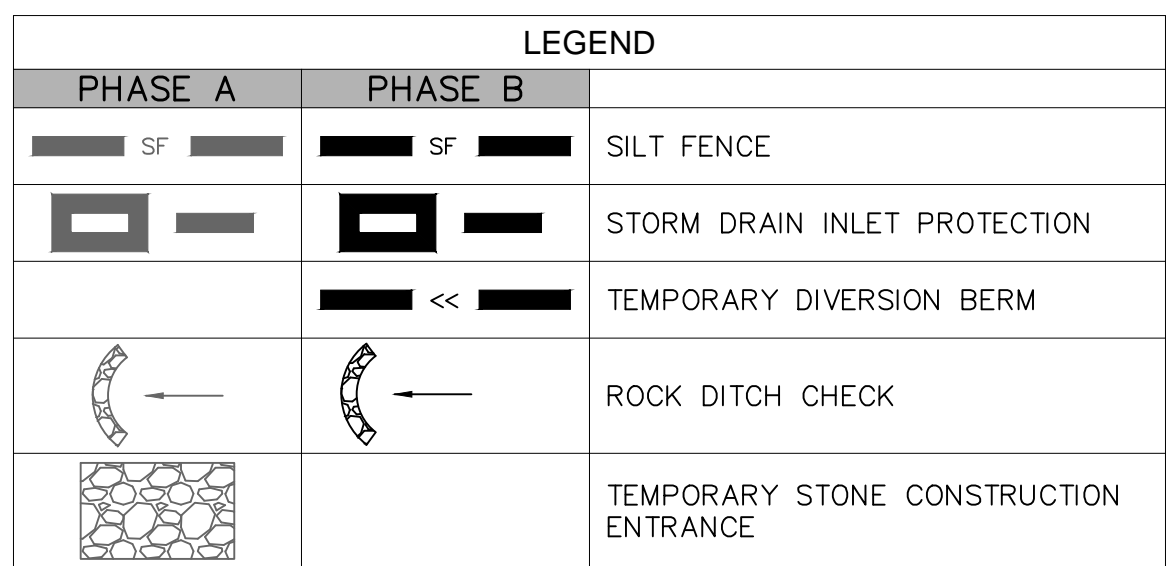 LEGEND
PHASE A PHASE B
SF SF SILT FENCE
STORM DRAIN INLET PROTECTION
<< TEMPORARY DIVERSION BERM
ROCK DITCH CHECK
TEMPORARY STONE CONSTRUCTION
ENTRANCE